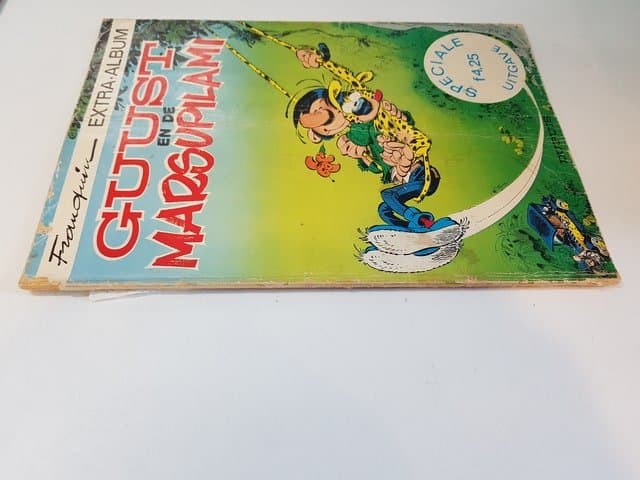 Franquin
EXTRA-ALBUM
GUUST
EN DE
MARSUPILAMI
SPECIALE
f 4,25
UITGAVE